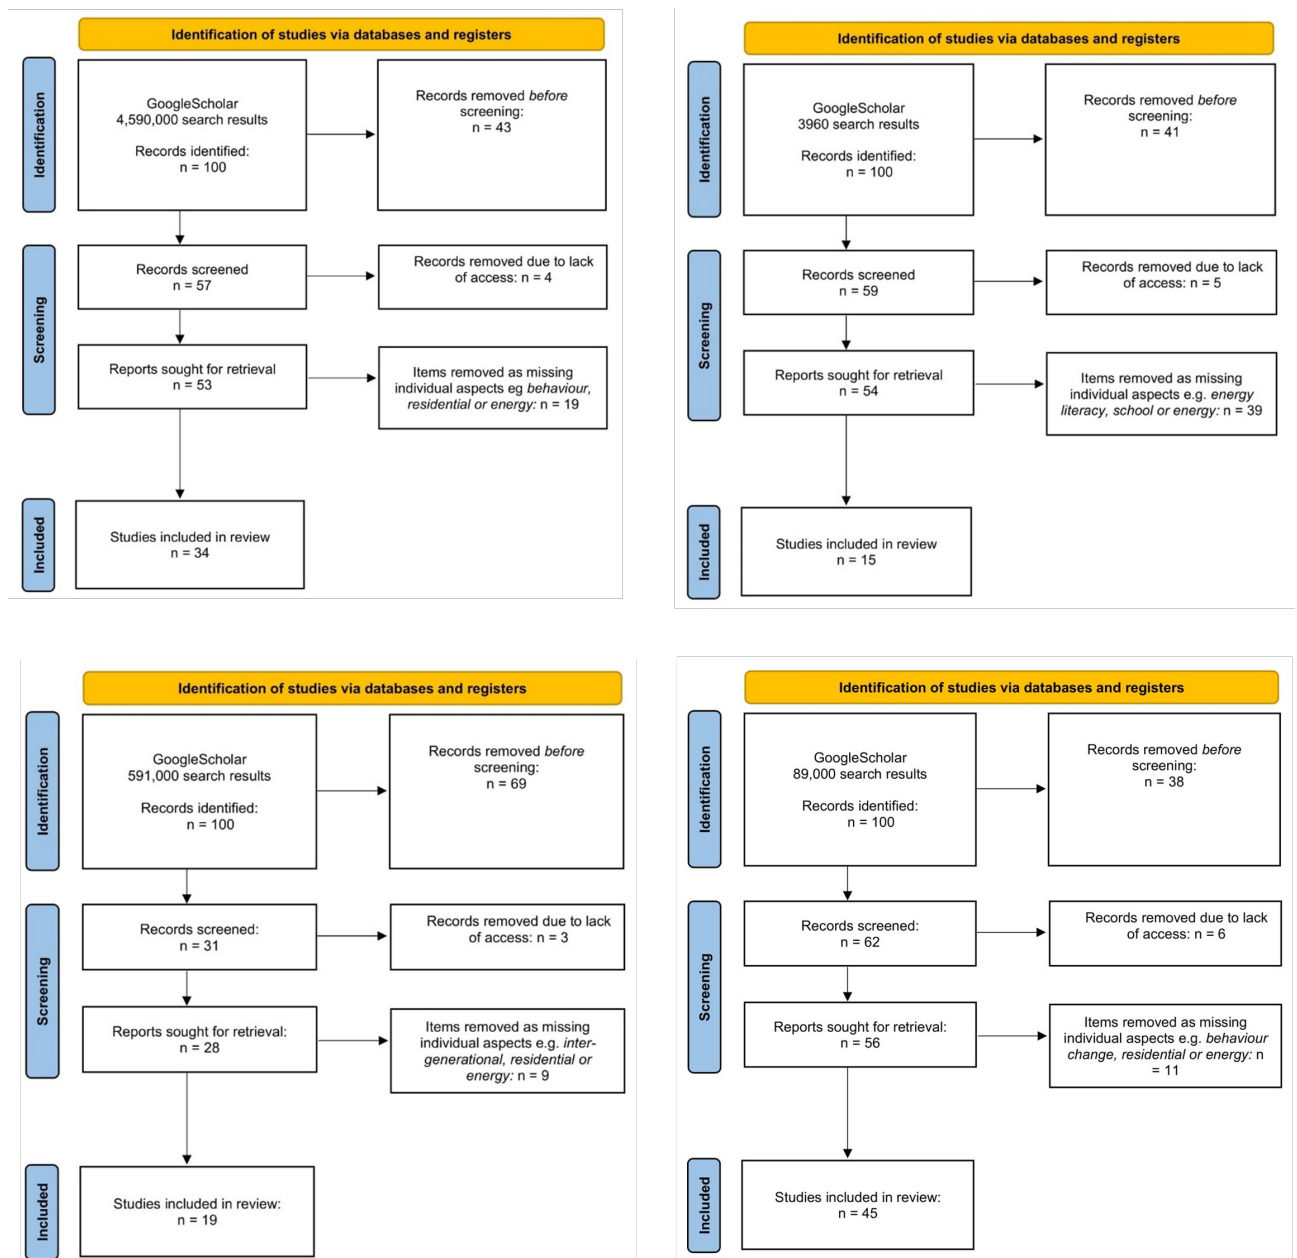 Identification of studies via databases and registers
Identification
GoogleScholar
4,590,000 search results
Records identified:
n = 100
Records removed before
screening:
n = 43
Screening
Records screened
n = 57
Records removed due to lack
of access: n = 4
Reports sought for retrieval
n = 53
Items removed as missing
individual aspects eg behaviour,
residential or energy: n = 19
Included
Studies included in review
n = 34
Identification of studies via databases and registers
Identification
GoogleScholar
3960 search results
Records identified:
n = 100
Records removed before
screening:
n = 41
Screening
Records screened
n = 59
Records removed due to lack
of access: n = 5
Reports sought for retrieval
n = 54
Items removed as missing
individual aspects e.g. energy
literacy, school or energy: n = 39
Included
Studies included in review
n = 15
Identification of studies via databases and registers
Identification
GoogleScholar
591,000 search results
Records identified:
n = 100
Records removed before
screening:
n = 69
Screening
Records screened:
n = 31
Records removed due to lack
of access: n = 3
Reports sought for retrieval:
n = 28
Items removed as missing
individual aspects e.g. inter-
generational, residential or
energy: n = 9
Included
Studies included in review:
n = 19
Identification of studies via databases and registers
Identification
GoogleScholar
89,000 search results
Records identified:
n = 100
Records removed before
screening:
n = 38
Screening
Records screened:
n = 62
Records removed due to lack
of access: n = 6
Reports sought for retrieval:
n = 56
Items removed as missing
individual aspects e.g. behaviour
change, residential or energy: n
= 11
Included
Studies included in review:
n = 45